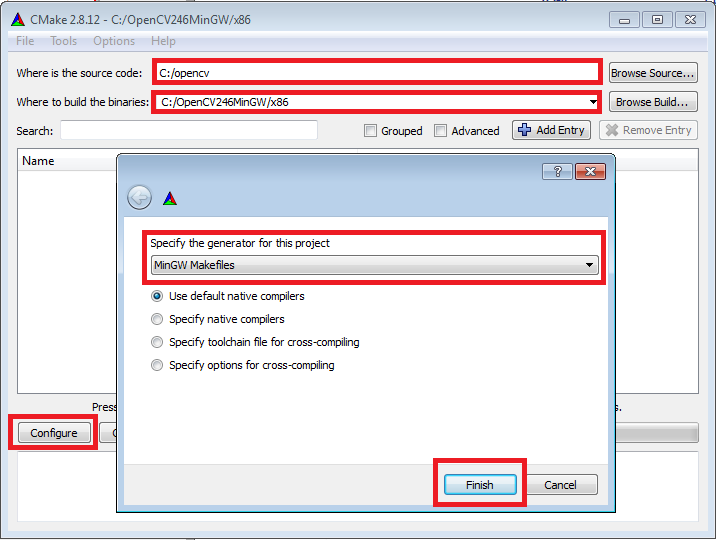 CMake 2.8.12 - C:/OpenCV246MinGW/x86
File Tools Options Help
Where is the source code: C:/opencv Browse Source...
Where to build the binaries: C:/OpenCV246MinGW/x86 Browse Build...
Search: Grouped Advanced Add Entry Remove Entry
Name
?
Specify the generator for this project
MinGW Makefiles
Use default native compilers
Specify native compilers
Specify toolchain file for cross-compiling
Specify options for cross-compiling
Press
s.
Configure
Finish Cancel